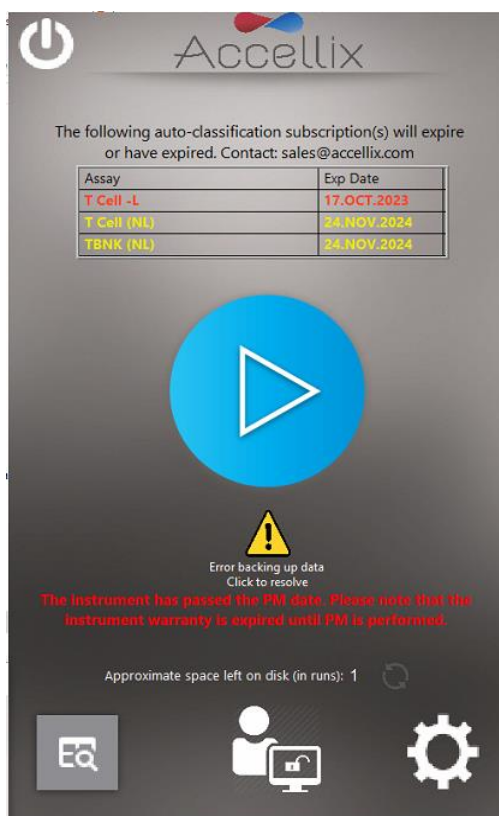 Accellix
The following auto-classification subscription(s) will expire
or have expired. Contact: sales@accellix.com
Assay Exp Date
T Cell -L 17.OCT.2023
T Cell (NL) 24.NOV.2024
TBNK (NL) 24.NOV.2024
Error backing up data
Click to resolve
The instrument has passed the PM date. Please note that the
instrument warranty is expired until PM is performed.
Approximate space left on disk (in runs): 1